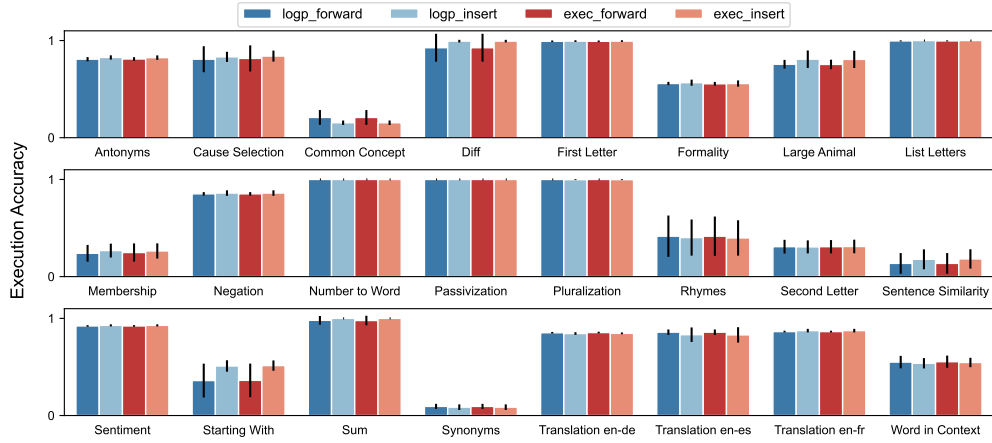 logp_forward logp_insert exec_forward exec_insert
Execution Accuracy
1
0
Antonyms Cause Selection Common Concept Diff First Letter Formality Large Animal List Letters
1
0
Membership Negation Number to Word Passivization Pluralization Rhymes Second Letter Sentence Similarity
1
0
Sentiment Starting With Sum Synonyms Translation en-de Translation en-es Translation en-fr Word in Context